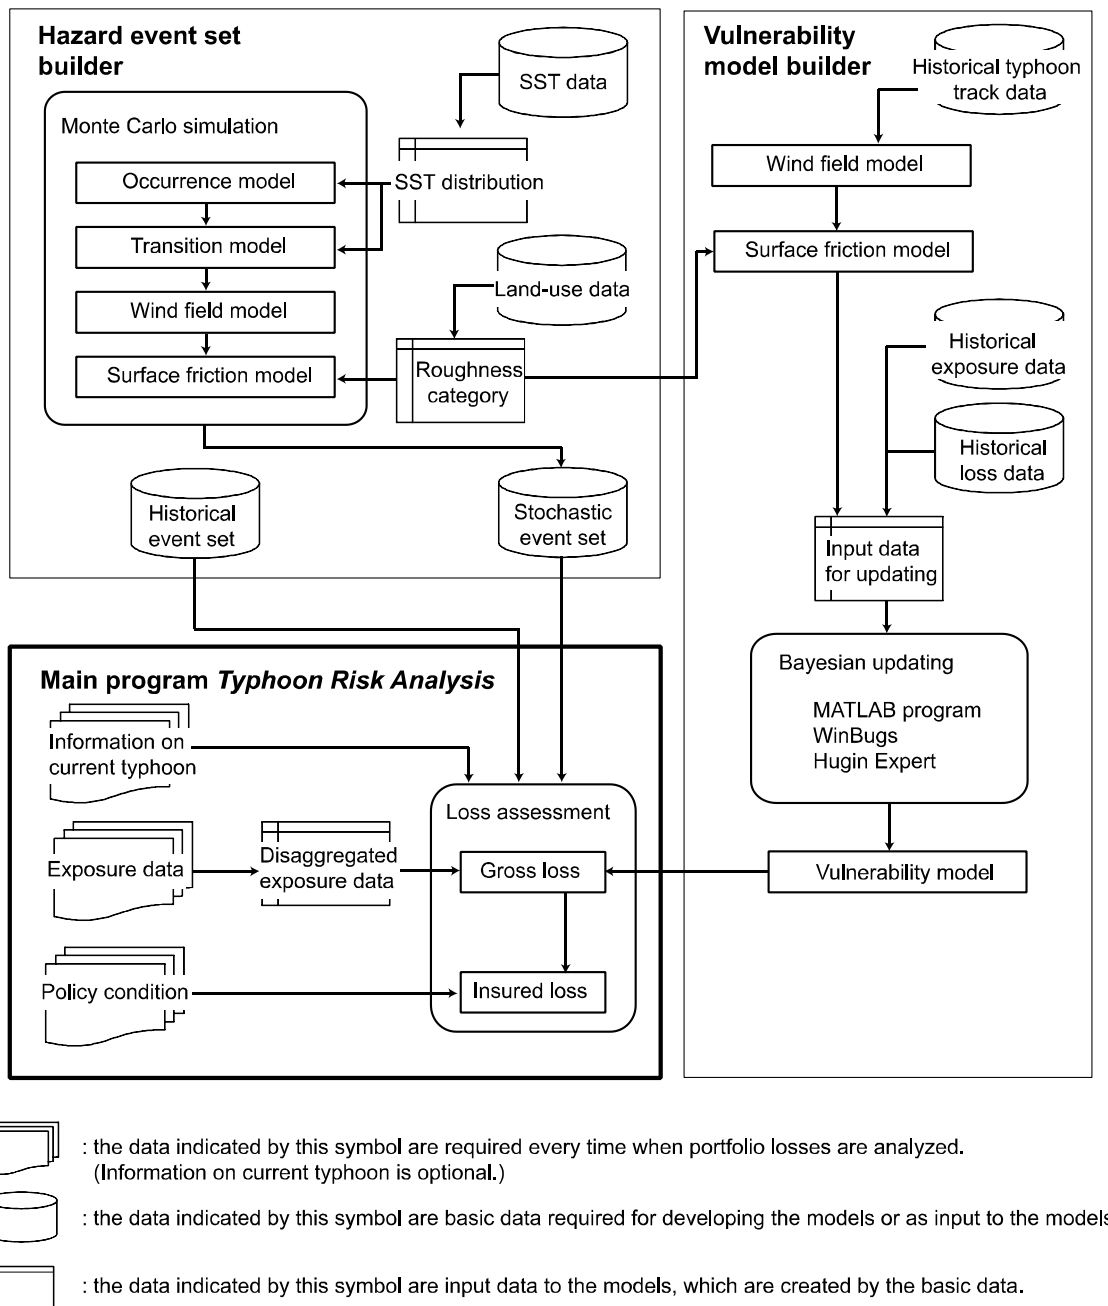 Hazard event set
builder
SST data
Monte Carlo simulation
Occurrence model
SST distribution
Transition model
Land-use data
Wind field model
Surface friction model
Roughness
category
Historical
event set
Stochastic
event set
Vulnerability
model builder
Historical typhoon
track data
Wind field model
Surface friction model
Historical
exposure data
Historical
loss data
Input data
for updating
Bayesian updating
MATLAB program
WinBugs
Hugin Expert
Vulnerability model
Main program Typhoon Risk Analysis
Information on
current typhoon
Loss assessment
Exposure data
Disaggregated
exposure data
Gross loss
Policy condition
Insured loss
: the data indicated by this symbol are required every time when portfolio losses are analyzed.
(Information on current typhoon is optional.)
: the data indicated by this symbol are basic data required for developing the models or as input to the models
: the data indicated by this symbol are input data to the models, which are created by the basic data.